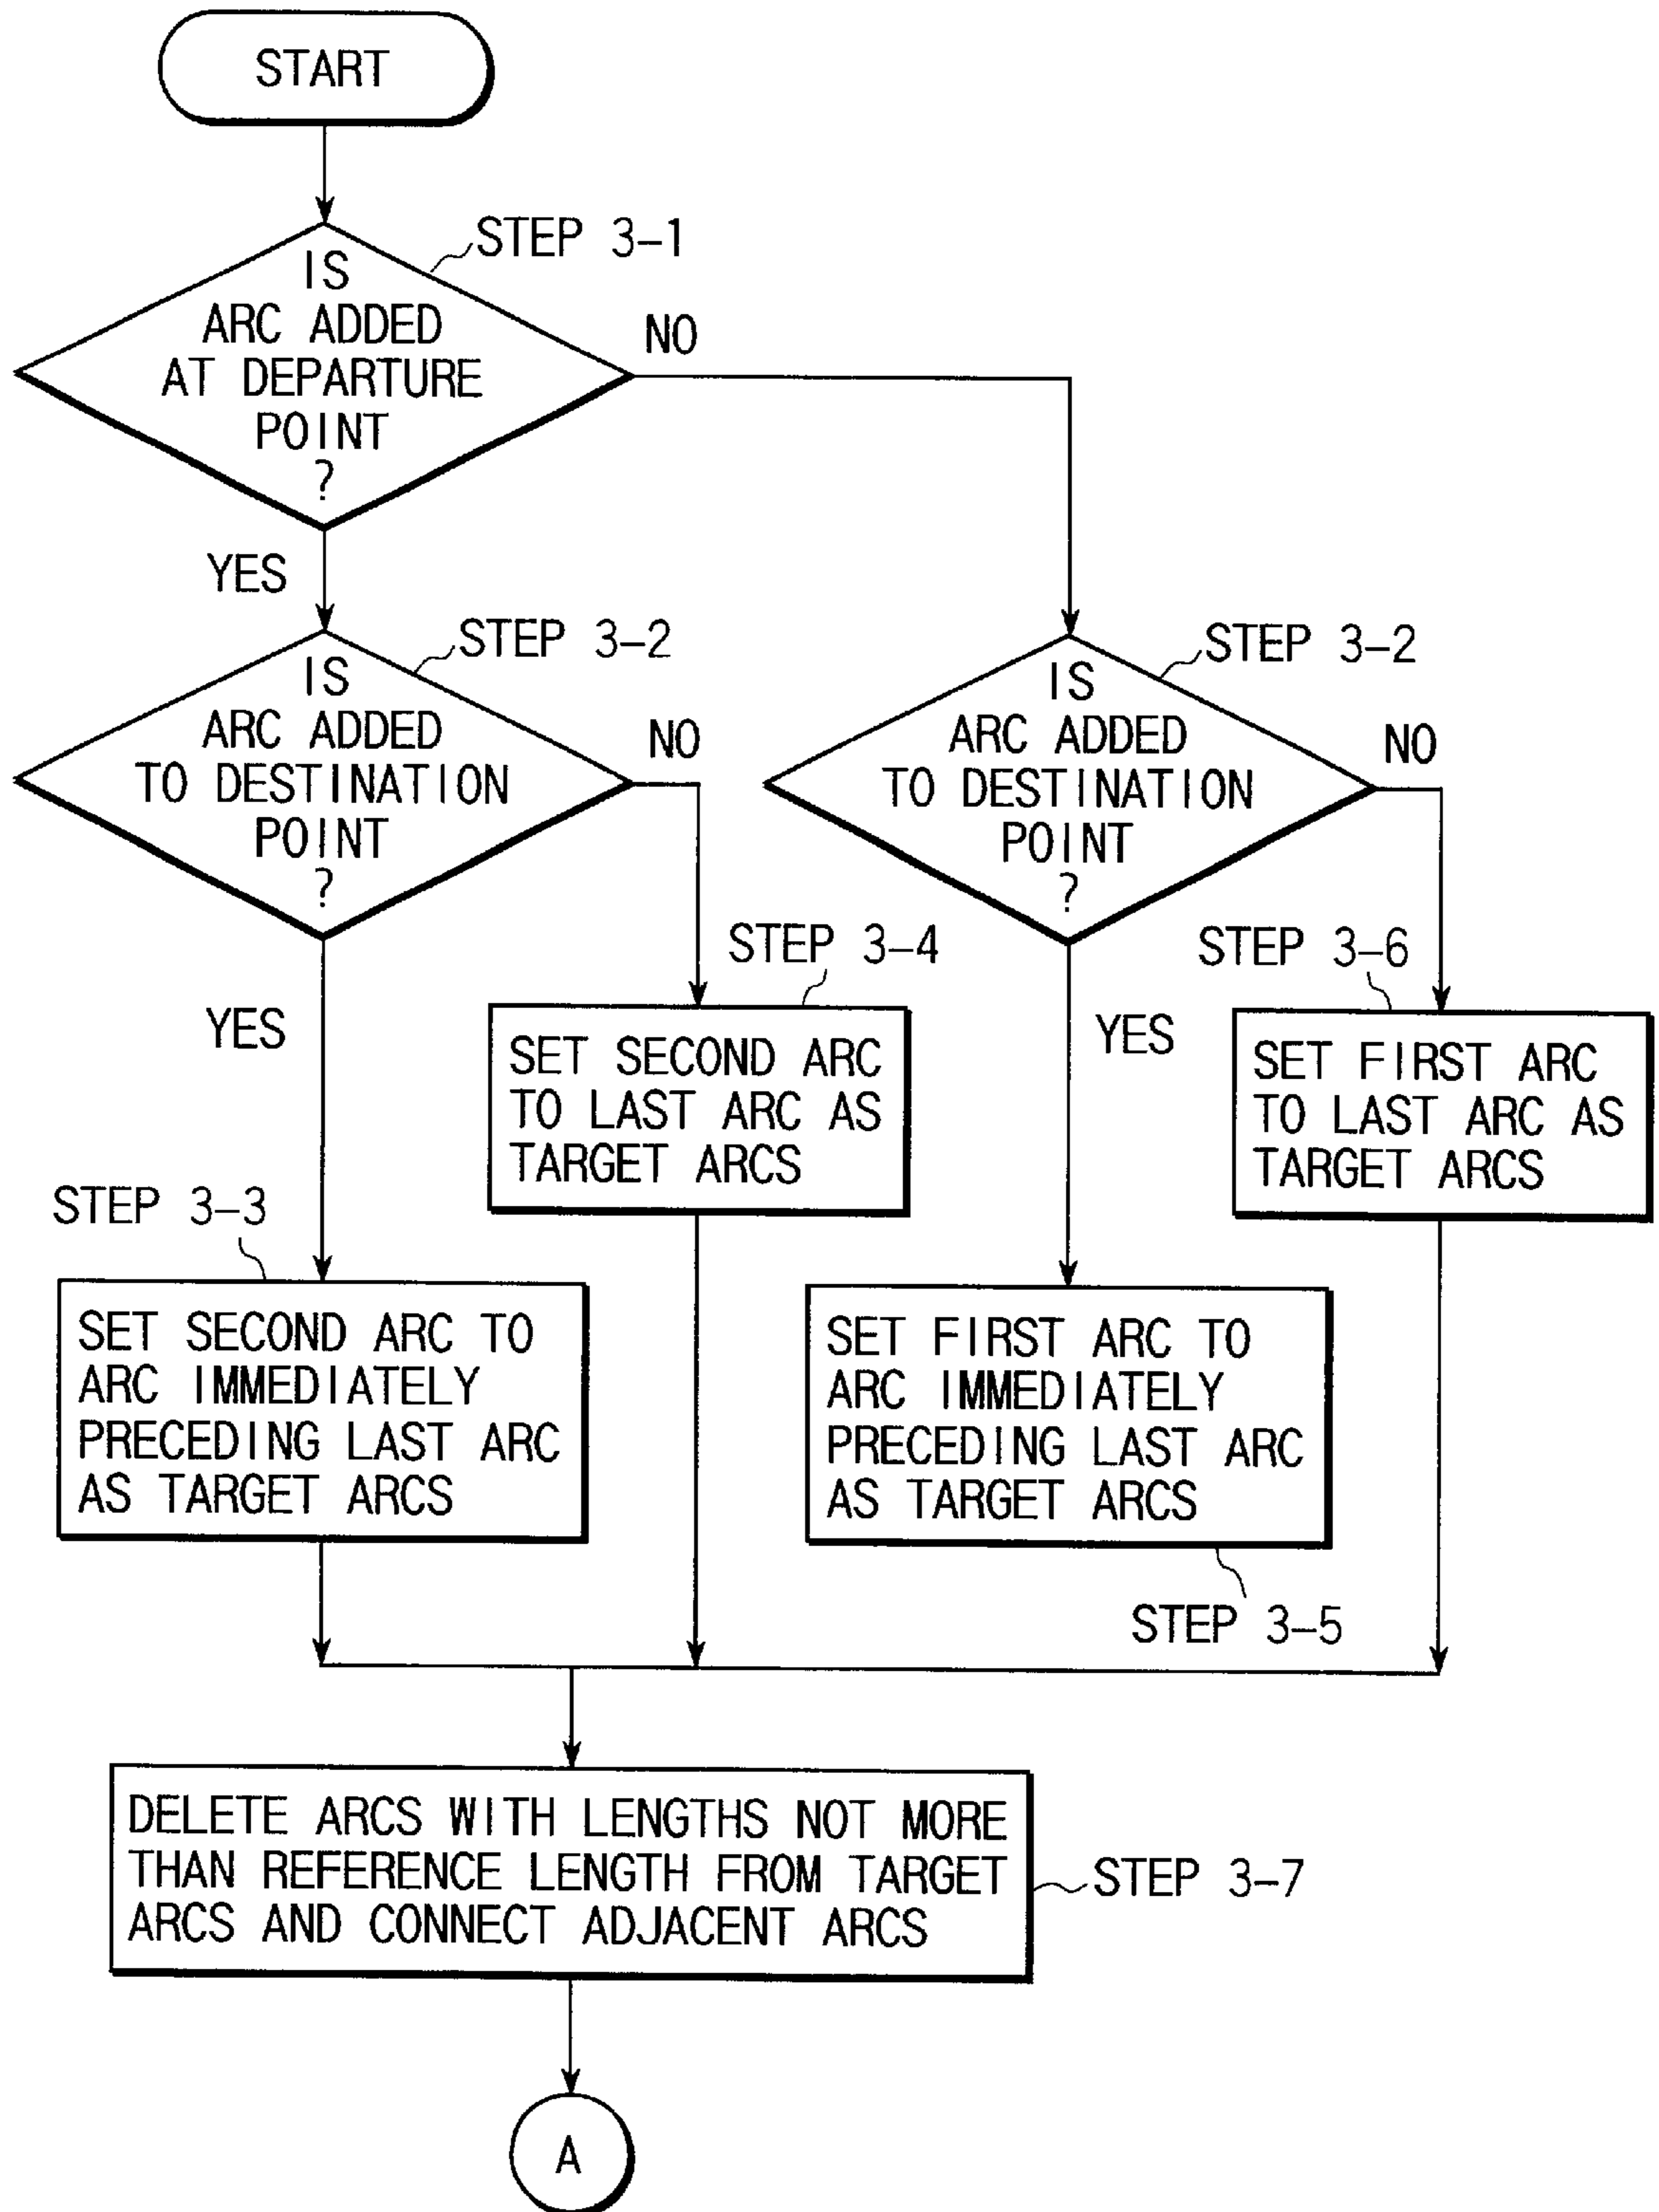 START
STEP 3-1
IS
ARC ADDED
AT DEPARTURE
POINT
?
NO
YES
STEP 3-2
IS
ARC ADDED
TO DESTINATION
POINT
?
NO
YES
STEP 3-2
IS
ARC ADDED
TO DESTINATION
POINT
?
NO
YES
STEP 3-4
SET SECOND ARC
TO LAST ARC AS
TARGET ARCS
STEP 3-6
SET FIRST ARC
TO LAST ARC AS
TARGET ARCS
STEP 3-3
SET SECOND ARC TO
ARC IMMEDIATELY
PRECEDING LAST ARC
AS TARGET ARCS
SET FIRST ARC TO
ARC IMMEDIATELY
PRECEDING LAST ARC
AS TARGET ARCS
STEP 3-5
DELETE ARCS WITH LENGTHS NOT MORE
THAN REFERENCE LENGTH FROM TARGET
ARCS AND CONNECT ADJACENT ARCS
STEP 3-7
A